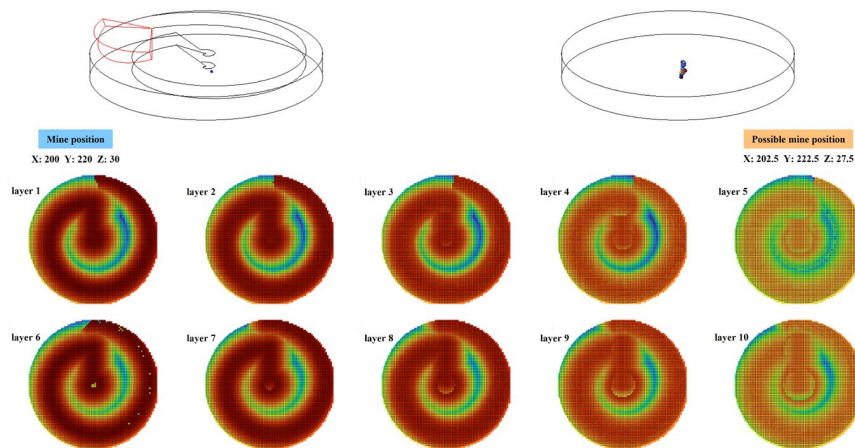 Mine position
Possible mine position
X: 200 Y: 220 Z: 30
X: 202.5 Y: 222.5 Z: 27.5
layer 1
layer 2
layer 3
layer 4
layer 5
layer 6
layer 7
layer 8
layer 9
layer 10